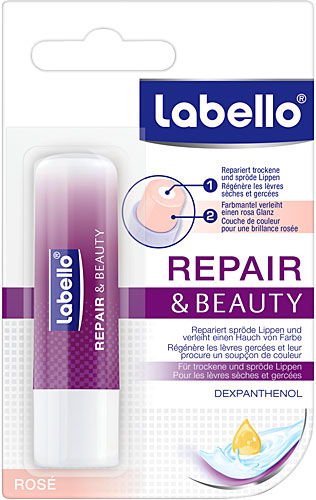 Labello®
1
Repariert trockene
und spröde Lippen
Régénère les lèvres
sèches et gercées
2
Farbmantel verleiht
einen rosa Glanz
Couche de couleur
pour une brillance rosée
REPAIR
& BEAUTY
Repariert spröde Lippen und
verleiht einen Hauch von Farbe
Régénère les lèvres gercées et leur
procure un soupçon de couleur
Für trockene und spröde Lippen
Pour les lèvres sèches et gercées
DEXPANTHENOL
Labello®
REPAIR & BEAUTY
ROSÉ